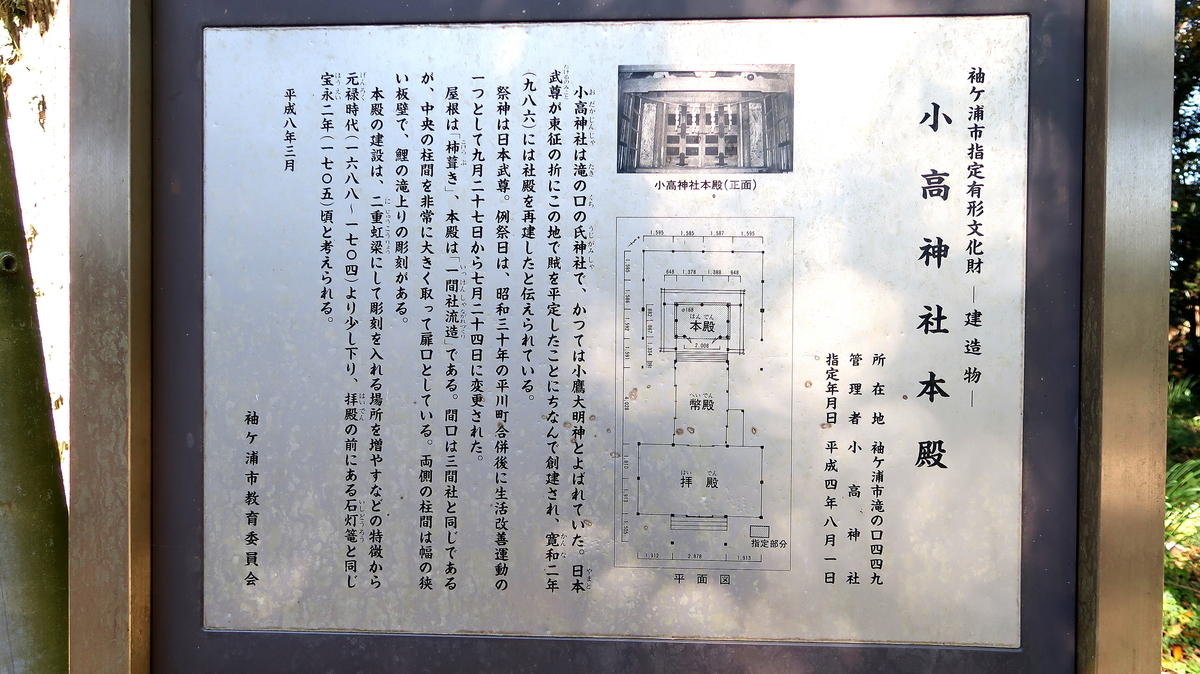 袖ケ浦市指定有形文化財―建造物―
小高神社本殿
所在地 袖ケ浦市滝の口四四九
管理者 小高神社
指定年月日 平成四年八月一日
小高神社本殿(正面)
本殿
ほんでん
幣殿
へいでん
拝殿
はいでん
指定部分
平面図
小高神社は滝の口の氏神社で、かつては小鷹大明神とよばれていた。日本
武尊が東征の折にこの地で賊を平定したことにちなんで創建され、寛和二年
(九八六)には社殿を再建したと伝えられている。
祭神は日本武尊。例祭日は、昭和三十年の平川町合併後に生活改善運動の
一つとして九月二十七日から七月二十四日に変更された。
屋根は「杮葺き」、本殿は「一間社流造」である。間口は三間社と同じである
が、中央の柱間を非常に大きく取って扉口としている。両側の柱間は幅の狭
い板壁で、鯉の滝上りの彫刻がある。
本殿の建設は、二重虹梁にして彫刻を入れる場所を増やすなどの特徴から
元禄時代(一六八八～一七〇四)より少し下り、拝殿の前にある石灯篭と同じ
宝永二年(一七〇五)頃と考えられる。
平成八年三月
袖ケ浦市教育委員会